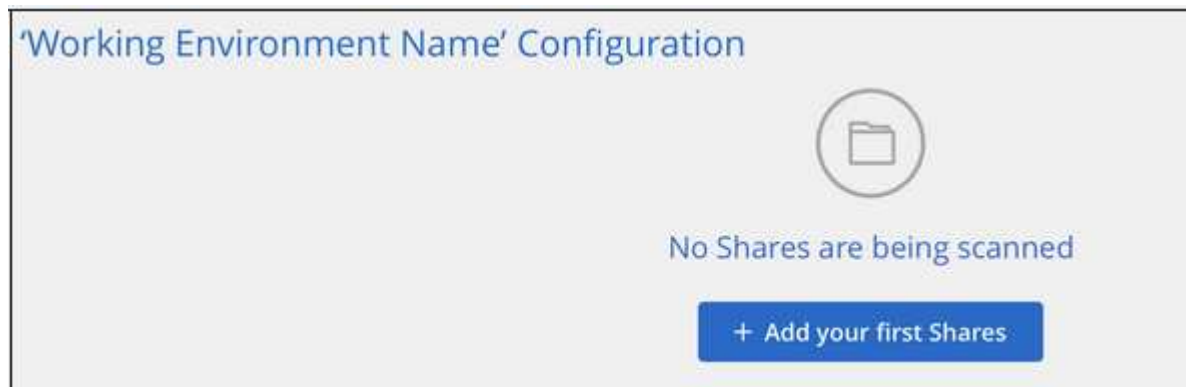 ‘Working Environment Name’ Configuration
No Shares are being scanned
+ Add your first Shares